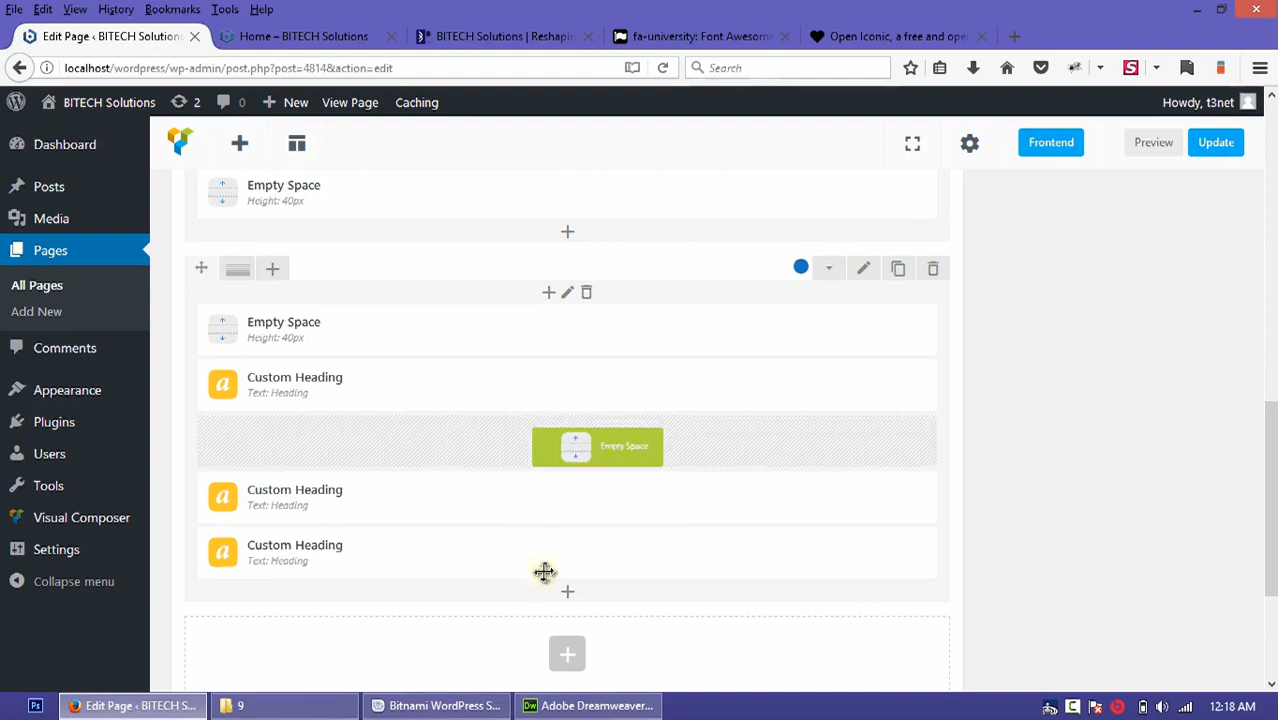 File Edit View History Bookmarks Tools Help
Edit Page ‹ BITECH Solutions
Home – BITECH Solutions
BITECH Solutions | Reshapin
fa-university: Font Awesom
Open Iconic, a free and ope
localhost/wordpress/wp-admin/post.php?post=4814&action=edit
Search
BITECH Solutions 2 0 New View Page Caching Howdy, t3net
Dashboard
Posts
Media
Pages
All Pages
Add New
Comments
Appearance
Plugins
Users
Tools
Visual Composer
Settings
Collapse menu
Frontend Preview Update
Empty Space
Height: 40px
Empty Space
Height: 40px
Custom Heading
Text: Heading
Empty Space
Custom Heading
Text: Heading
Custom Heading
Text: Heading
Ps
Edit Page ‹ BITECH S...
9
Bitnami WordPress S...
Dw Adobe Dreamweaver...
12:18 AM